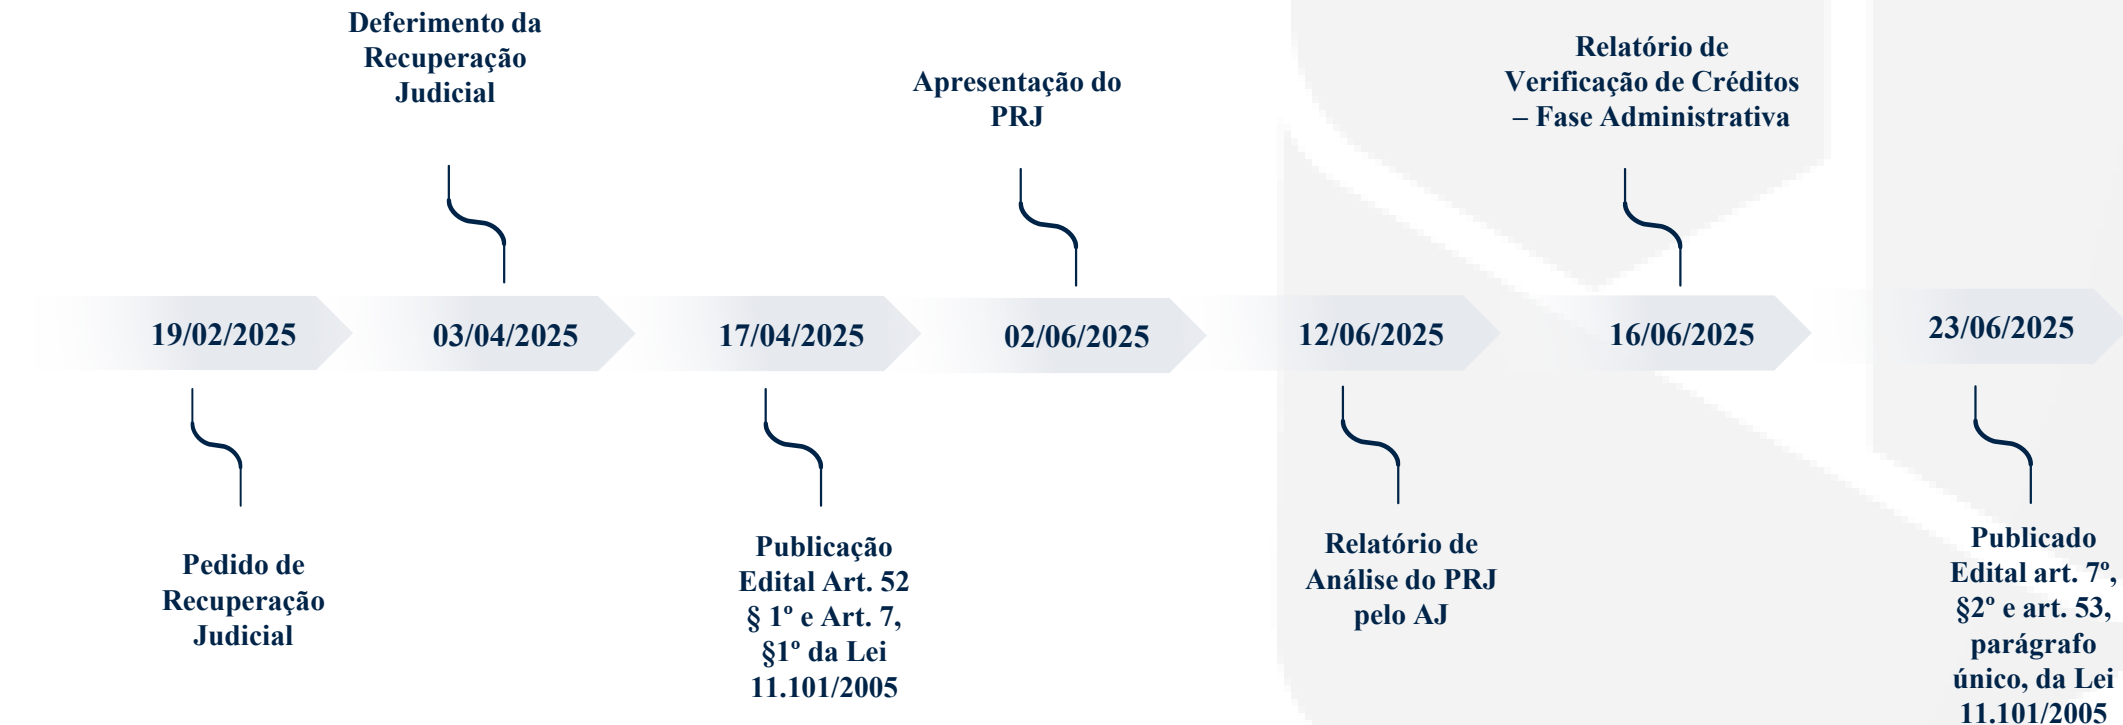 Deferimento da
Recuperação
Judicial
Apresentação do
PRJ
Relatório de
Verificação de Créditos
– Fase Administrativa
19/02/2025
03/04/2025
17/04/2025
02/06/2025
12/06/2025
16/06/2025
23/06/2025
Pedido de
Recuperação
Judicial
Publicação
Edital Art. 52
§ 1º e Art. 7,
§1º da Lei
11.101/2005
Relatório de
Análise do PRJ
pelo AJ
Publicado
Edital art. 7º,
§2º e art. 53,
parágrafo
único, da Lei
11.101/2005